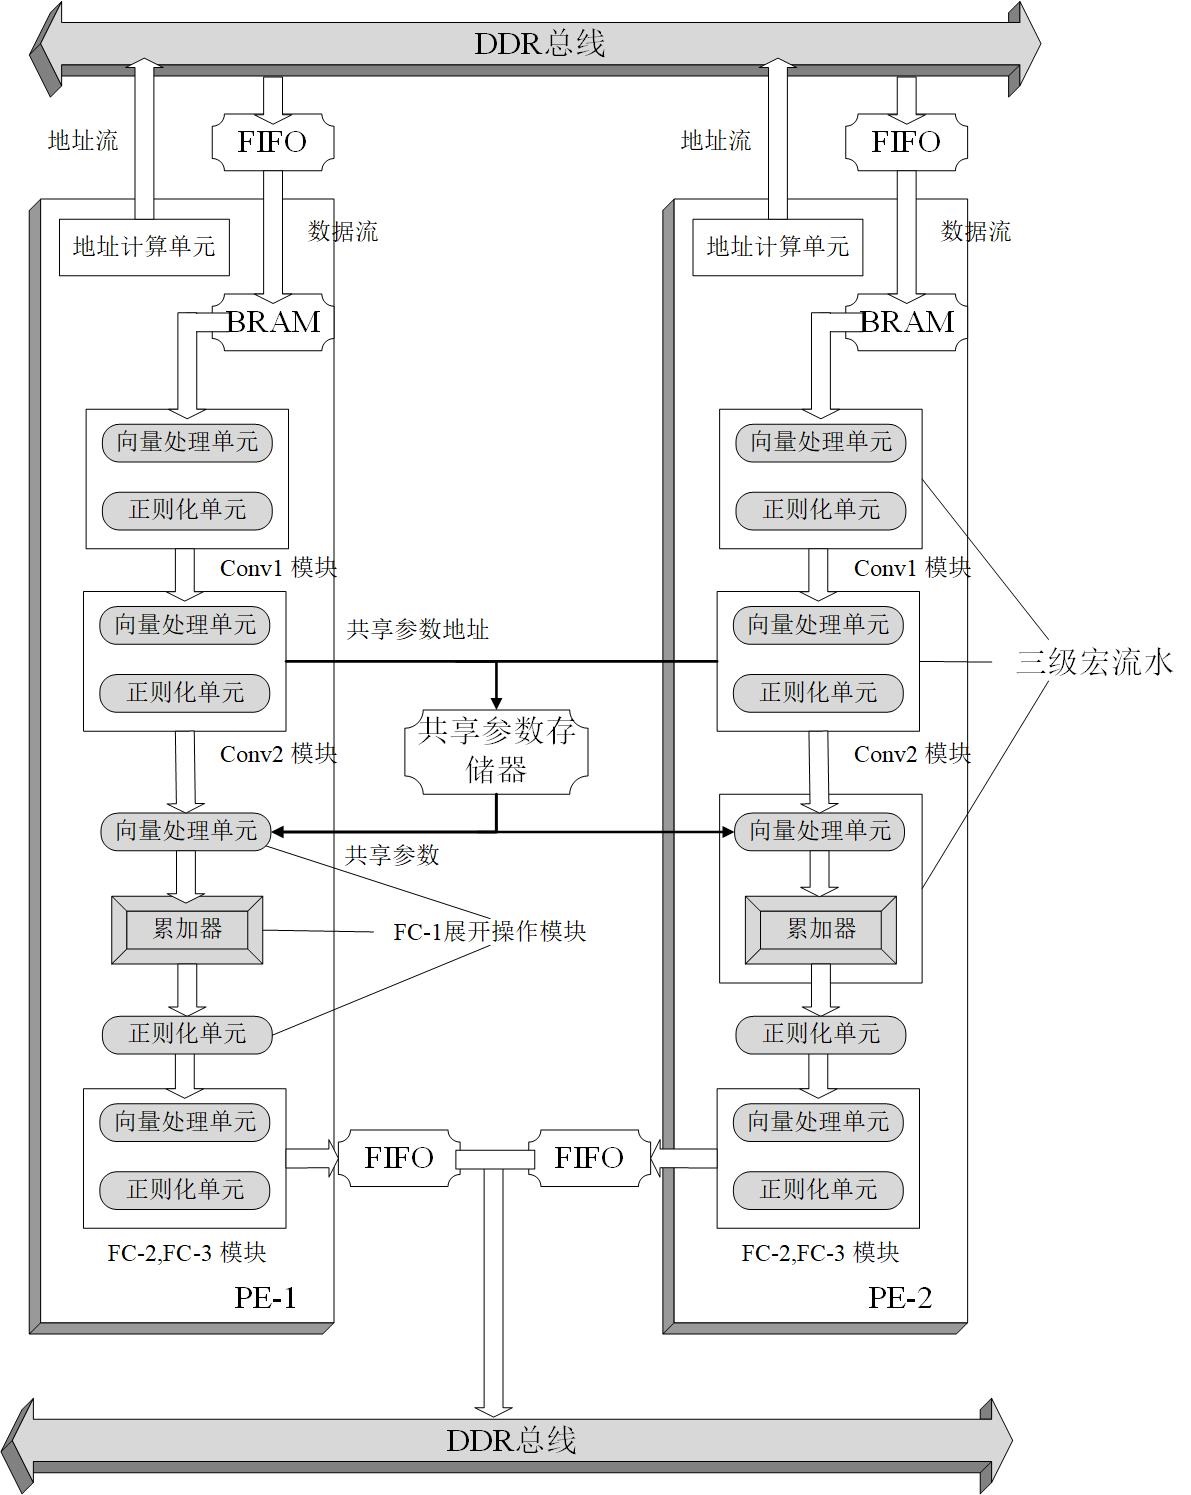 DDR总线
地址流
FIFO
地址流
FIFO
地址计算单元
数据流
地址计算单元
数据流
BRAM
BRAM
向量处理单元
向量处理单元
正则化单元
正则化单元
Conv1 模块
Conv1 模块
向量处理单元
共享参数地址
向量处理单元
三级宏流水
正则化单元
正则化单元
共享参数存
储器
Conv2 模块
Conv2 模块
向量处理单元
向量处理单元
共享参数
累加器
FC-1展开操作模块
累加器
正则化单元
正则化单元
向量处理单元
向量处理单元
FIFO
FIFO
正则化单元
正则化单元
FC-2,FC-3 模块
FC-2,FC-3 模块
PE-1
PE-2
DDR总线